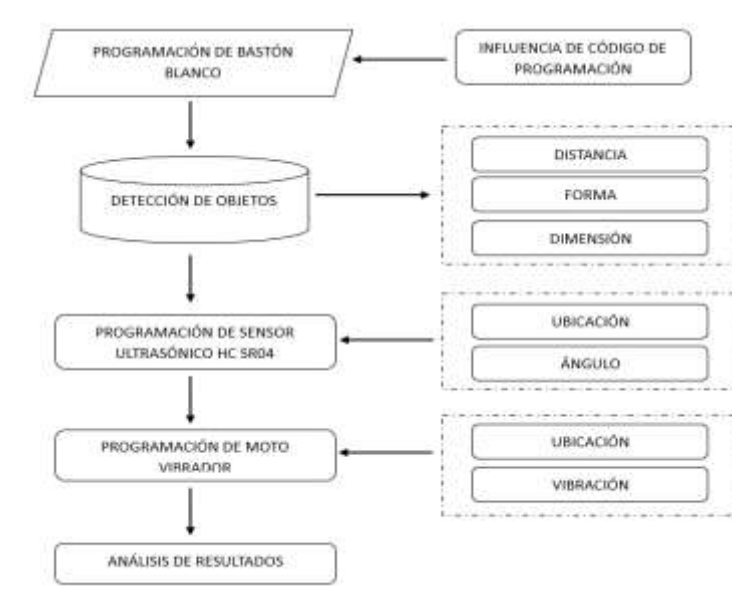 PROGRAMACIÓN DE BASTÓN
BLANCO
INFLUENCIA DE CÓDIGO DE
PROGRAMACIÓN
DETECCIÓN DE OBJETOS
DISTANCIA
FORMA
DIMENSIÓN
PROGRAMACIÓN DE SENSOR
ULTRASÓNICO HC SR04
UBICACIÓN
ÁNGULO
PROGRAMACIÓN DE MOTO
VIBRADOR
UBICACIÓN
VIBRACIÓN
ANÁLISIS DE RESULTADOS